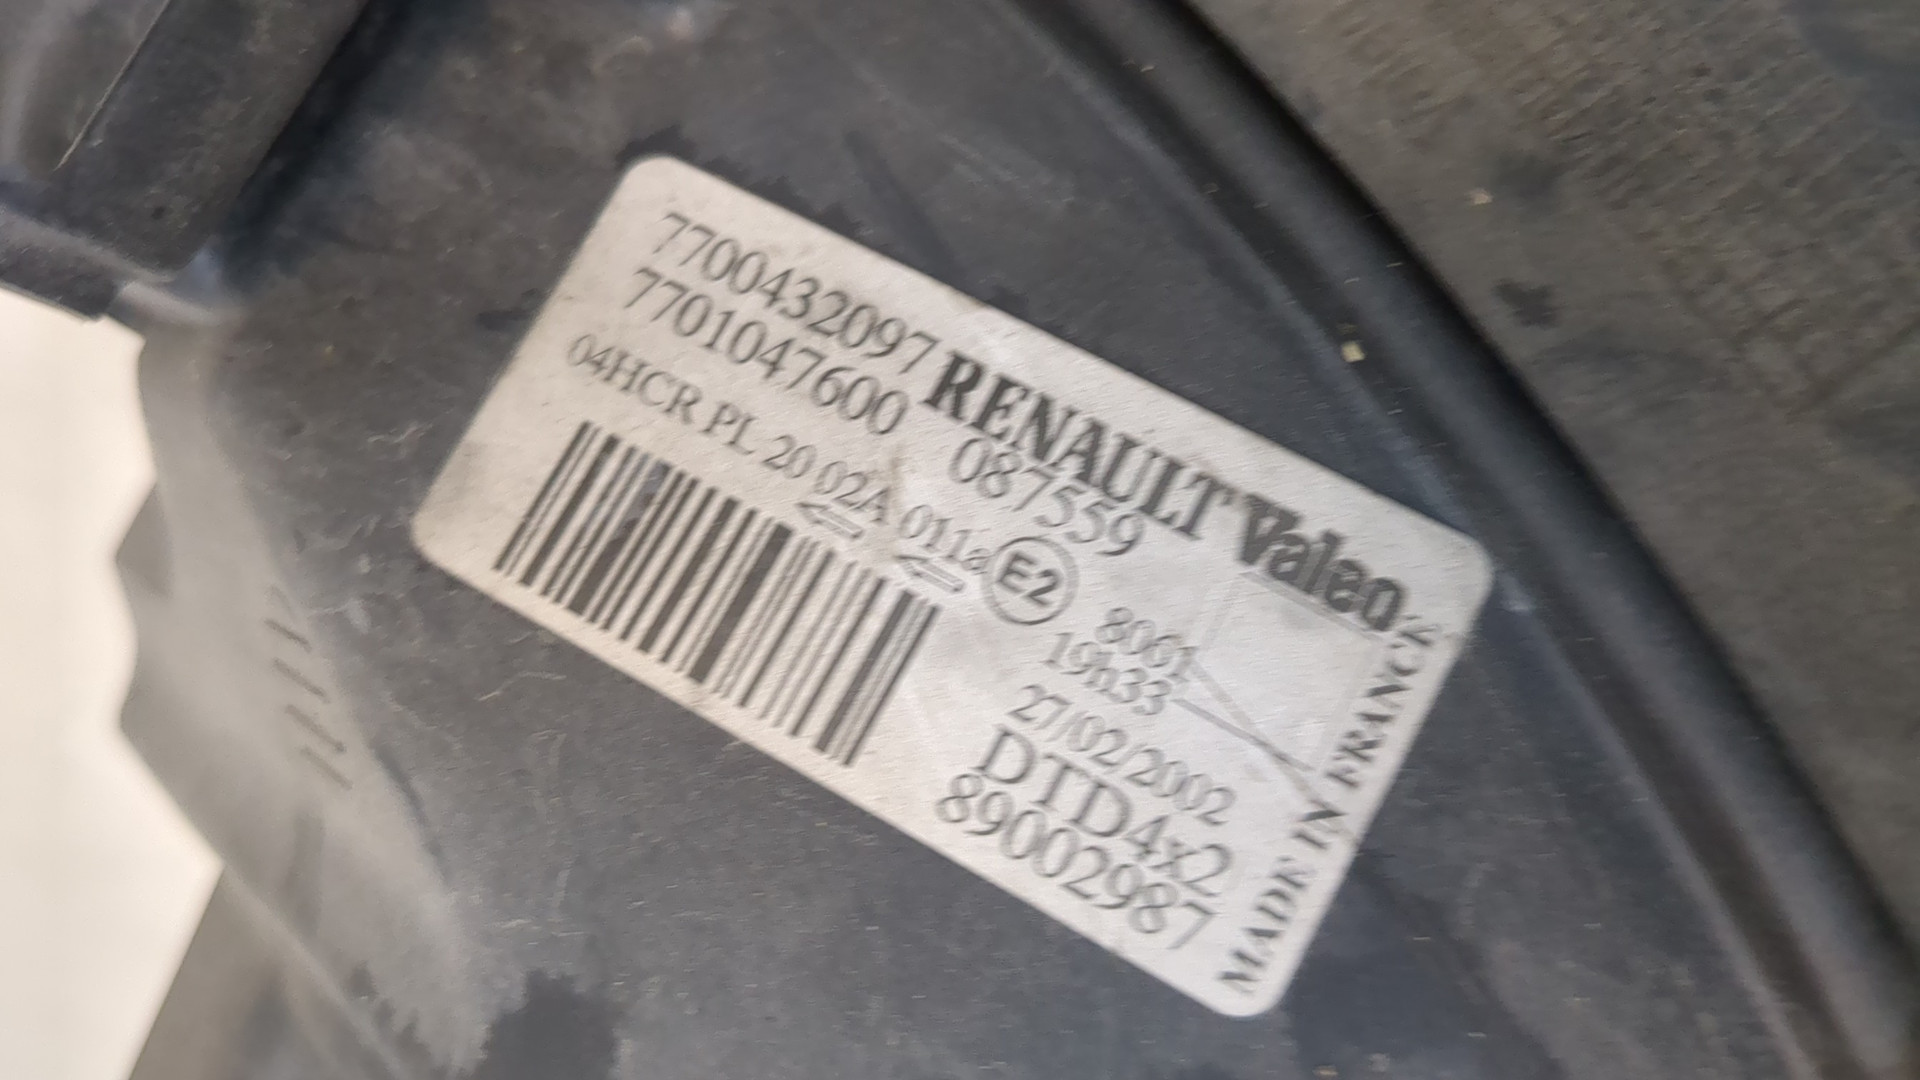 7700432097 RENAULT Valeo
7701047600 087559
04HCR PL 20 02A 011a E2
8001
19h33
27/02/2002
DTD4x2
89002987
MADE IN FRANCE